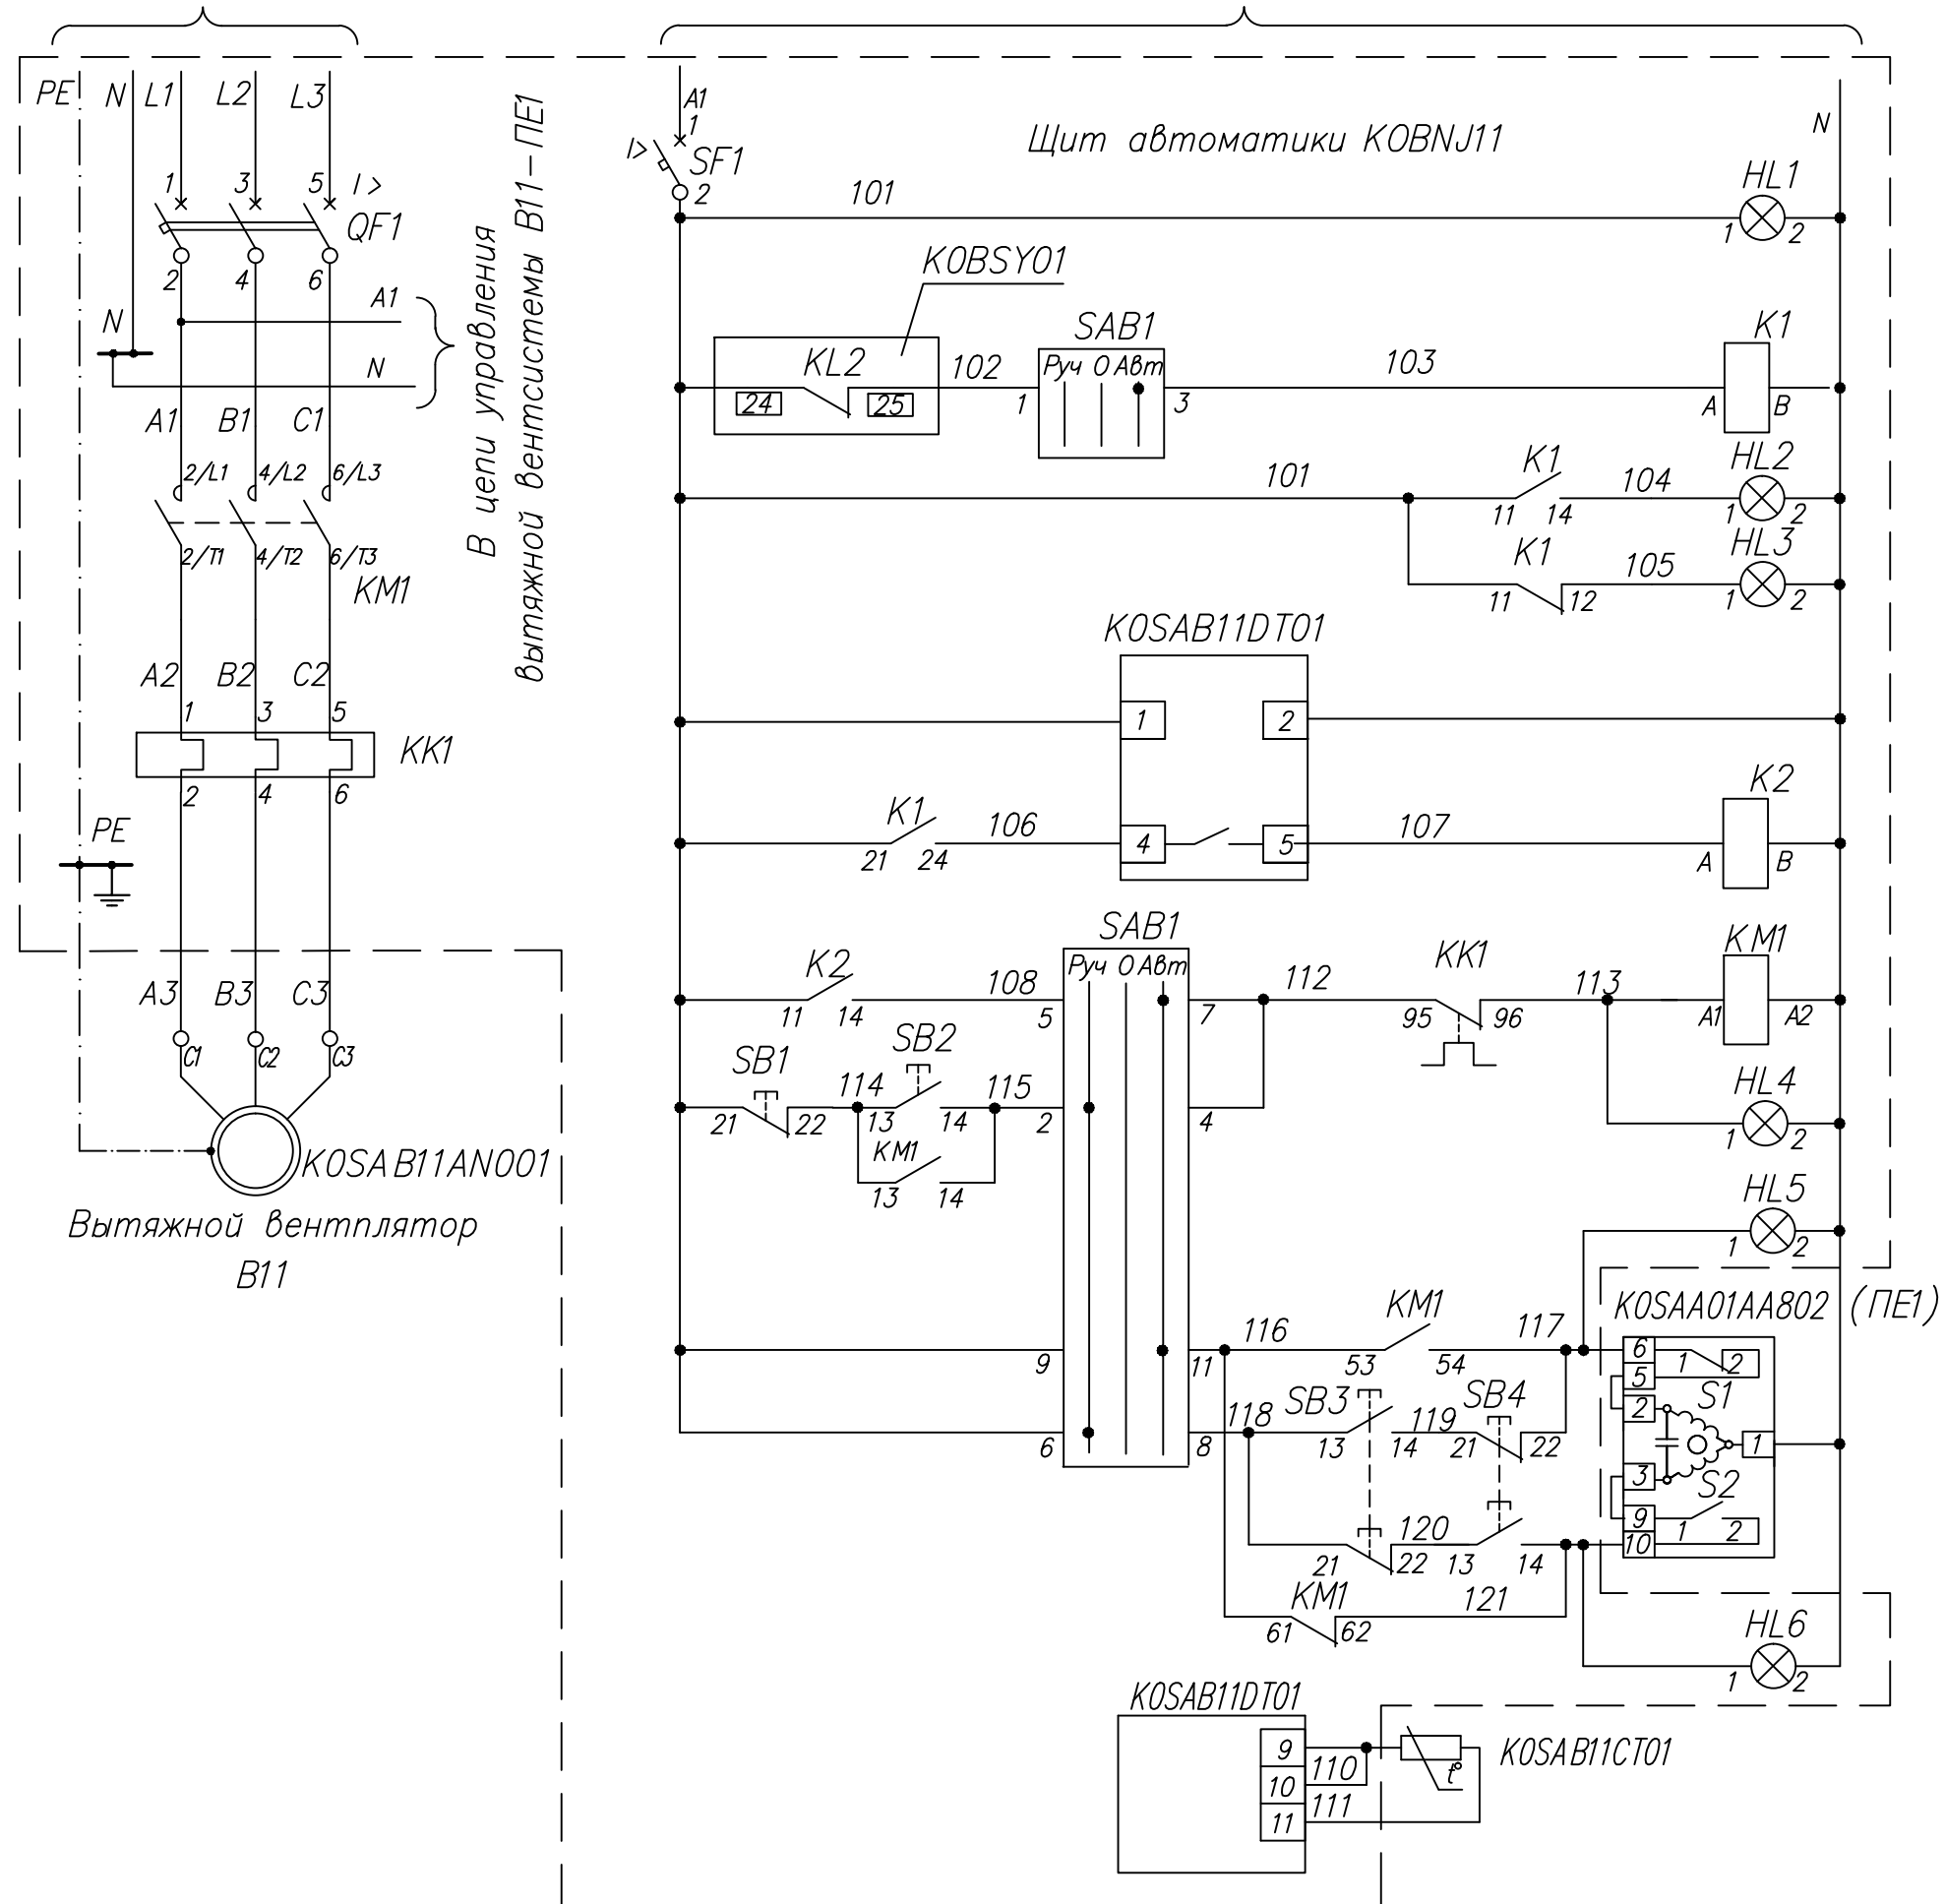 PE N L1 L2 L3
1 3 5 I >
QF1
2 4 6
A1
N
N
A1 B1 C1
2/L1 4/L2 6/L3
2/T1 4/T2 6/T3
KM1
A2 B2 C2
1 3 5
KK1
2 4 6
PE
A3 B3 C3
C1 C2 C3
K0SAB11AN001
Вытяжной вентплятор
В11
В цепи управления
вытяжной вентсистемы В11-ПЕ1
A1
1
I>
SF1
2
Щит автоматики K0BNJ11
N
101
HL1
1 2
K0BSY01
KL2
24 25
102
SAB1
Руч О Авт
1 3
103
K1
A B
101
K1
11 14
104
HL2
1 2
K1
11 12
105
HL3
1 2
K0SAB11DT01
1 2
K1
21 24
106
4 5
107
K2
A B
SAB1
Руч О Авт
K2
11 14
108
5 7
112
KK1
95 96
113
KM1
A1 A2
SB1
21 22
114
SB2
13 14
115
2 4
KM1
13 14
HL4
1 2
HL5
1 2
K0SAA01AA802 (ПЕ1)
9 11
116
KM1
53 54
117
6 8
118
SB3
13 14
119
SB4
21 22
21 22
120
13 14
KM1
61 62
121
6
5
1 2
S1
2
1
3
S2
9
10
1 2
HL6
1 2
K0SAB11DT01
9
10
11
110
111
t°
K0SAB11CT01